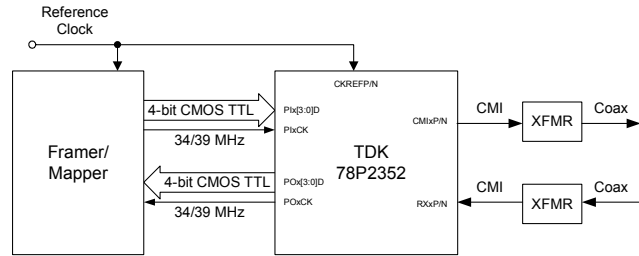 Reference
Clock
CKREFP/N
4-bit CMOS TTL
PIx[3:0]D
PIxCK
34/39 MHz
Framer/
Mapper
TDK
78P2352
CMIxP/N
CMI
XFMR
Coax
4-bit CMOS TTL
POx[3:0]D
POxCK
34/39 MHz
RXxP/N
CMI
XFMR
Coax